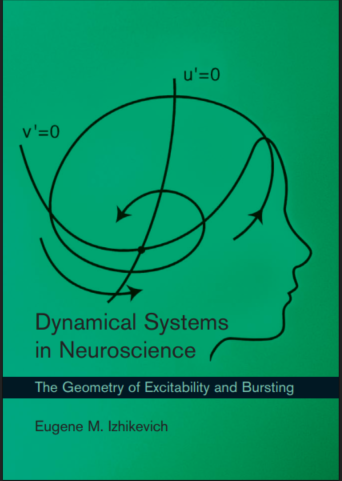 u'=0
v'=0
Dynamical Systems
in Neuroscience
The Geometry of Excitability and Bursting
Eugene M. Izhikevich